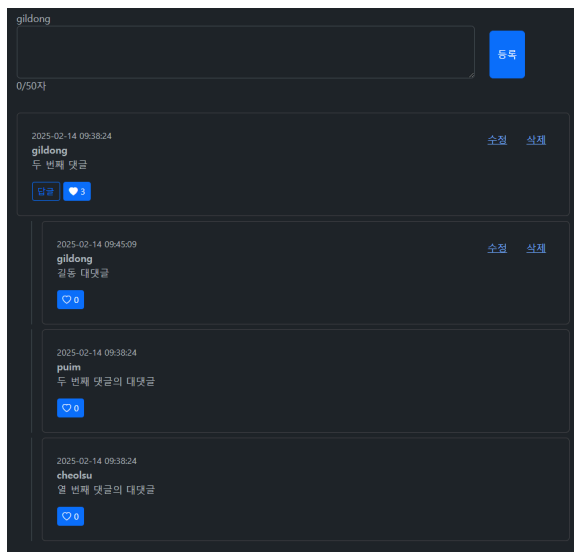 gildong
등록
0/50자
2025-02-14 09:38:24
수정 삭제
gildong
두 번째 댓글
답글 3
2025-02-14 09:45:09
수정 삭제
gildong
길동 대댓글
0
2025-02-14 09:38:24
puim
두 번째 댓글의 대댓글
0
2025-02-14 09:38:24
cheolsu
열 번째 댓글의 대댓글
0